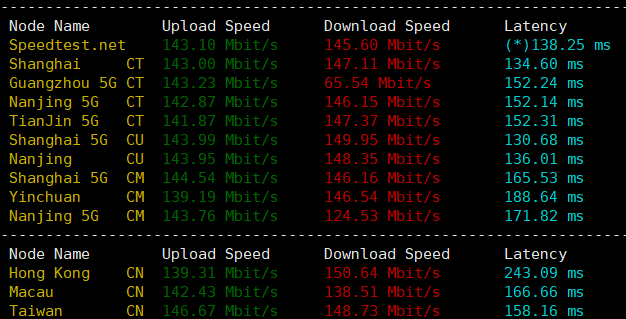 Node Name Upload Speed Download Speed Latency
Speedtest.net 143.10 Mbit/s 145.60 Mbit/s (*)138.25 ms
Shanghai CT 143.00 Mbit/s 147.11 Mbit/s 134.60 ms
Guangzhou 5G CT 143.23 Mbit/s 65.54 Mbit/s 152.24 ms
Nanjing 5G CT 142.87 Mbit/s 146.15 Mbit/s 152.14 ms
TianJin 5G CT 141.87 Mbit/s 147.37 Mbit/s 152.31 ms
Shanghai 5G CU 143.99 Mbit/s 149.95 Mbit/s 130.68 ms
Nanjing CU 143.95 Mbit/s 148.35 Mbit/s 136.01 ms
Shanghai 5G CM 144.54 Mbit/s 146.16 Mbit/s 165.53 ms
Yinchuan CM 139.19 Mbit/s 146.54 Mbit/s 188.64 ms
Nanjing 5G CM 143.76 Mbit/s 124.53 Mbit/s 171.82 ms
Node Name Upload Speed Download Speed Latency
Hong Kong CN 139.31 Mbit/s 150.64 Mbit/s 243.09 ms
Macau CN 142.43 Mbit/s 138.51 Mbit/s 166.66 ms
Taiwan CN 146.67 Mbit/s 148.73 Mbit/s 158.16 ms